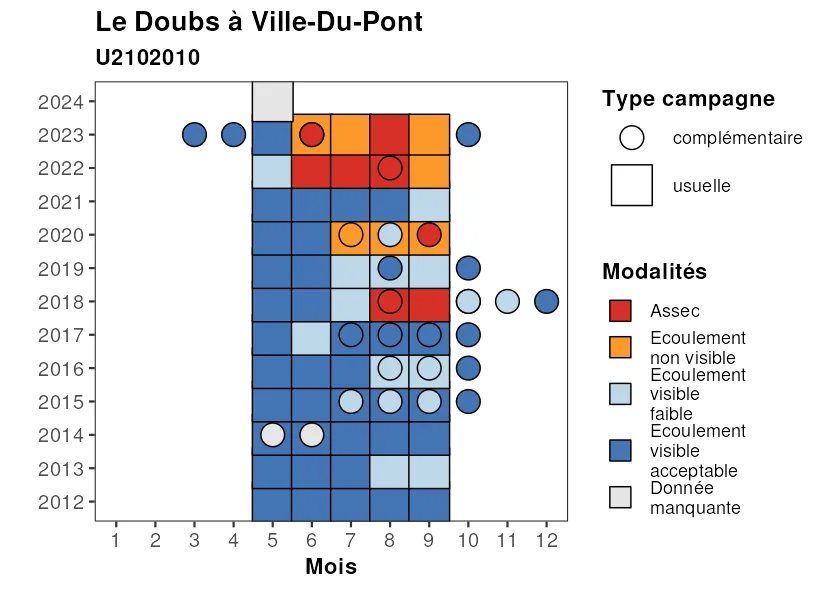 Le Doubs à Ville-Du-Pont
U2102010
2024
2023
2022
2021
2020
2019
2018
2017
2016
2015
2014
2013
2012
1 2 3 4 5 6 7 8 9 10 11 12
Mois
Type campagne
complémentaire
usuelle
Modalités
Assec
Ecoulement
non visible
Ecoulement
visible
faible
Ecoulement
visible
acceptable
Donnée
manquante